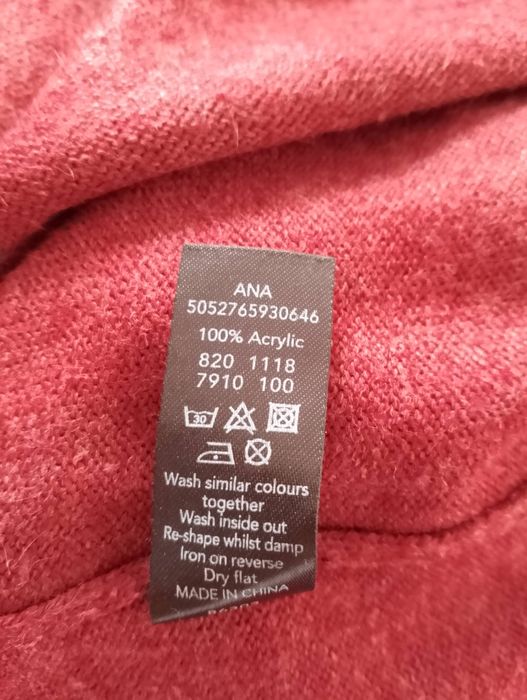 ANA
5052765930646
100% Acrylic
820 1118
7910 100
30
Wash similar colours
together
Wash inside out
Re-shape whilst damp
Iron on reverse
Dry flat
MADE IN CHINA